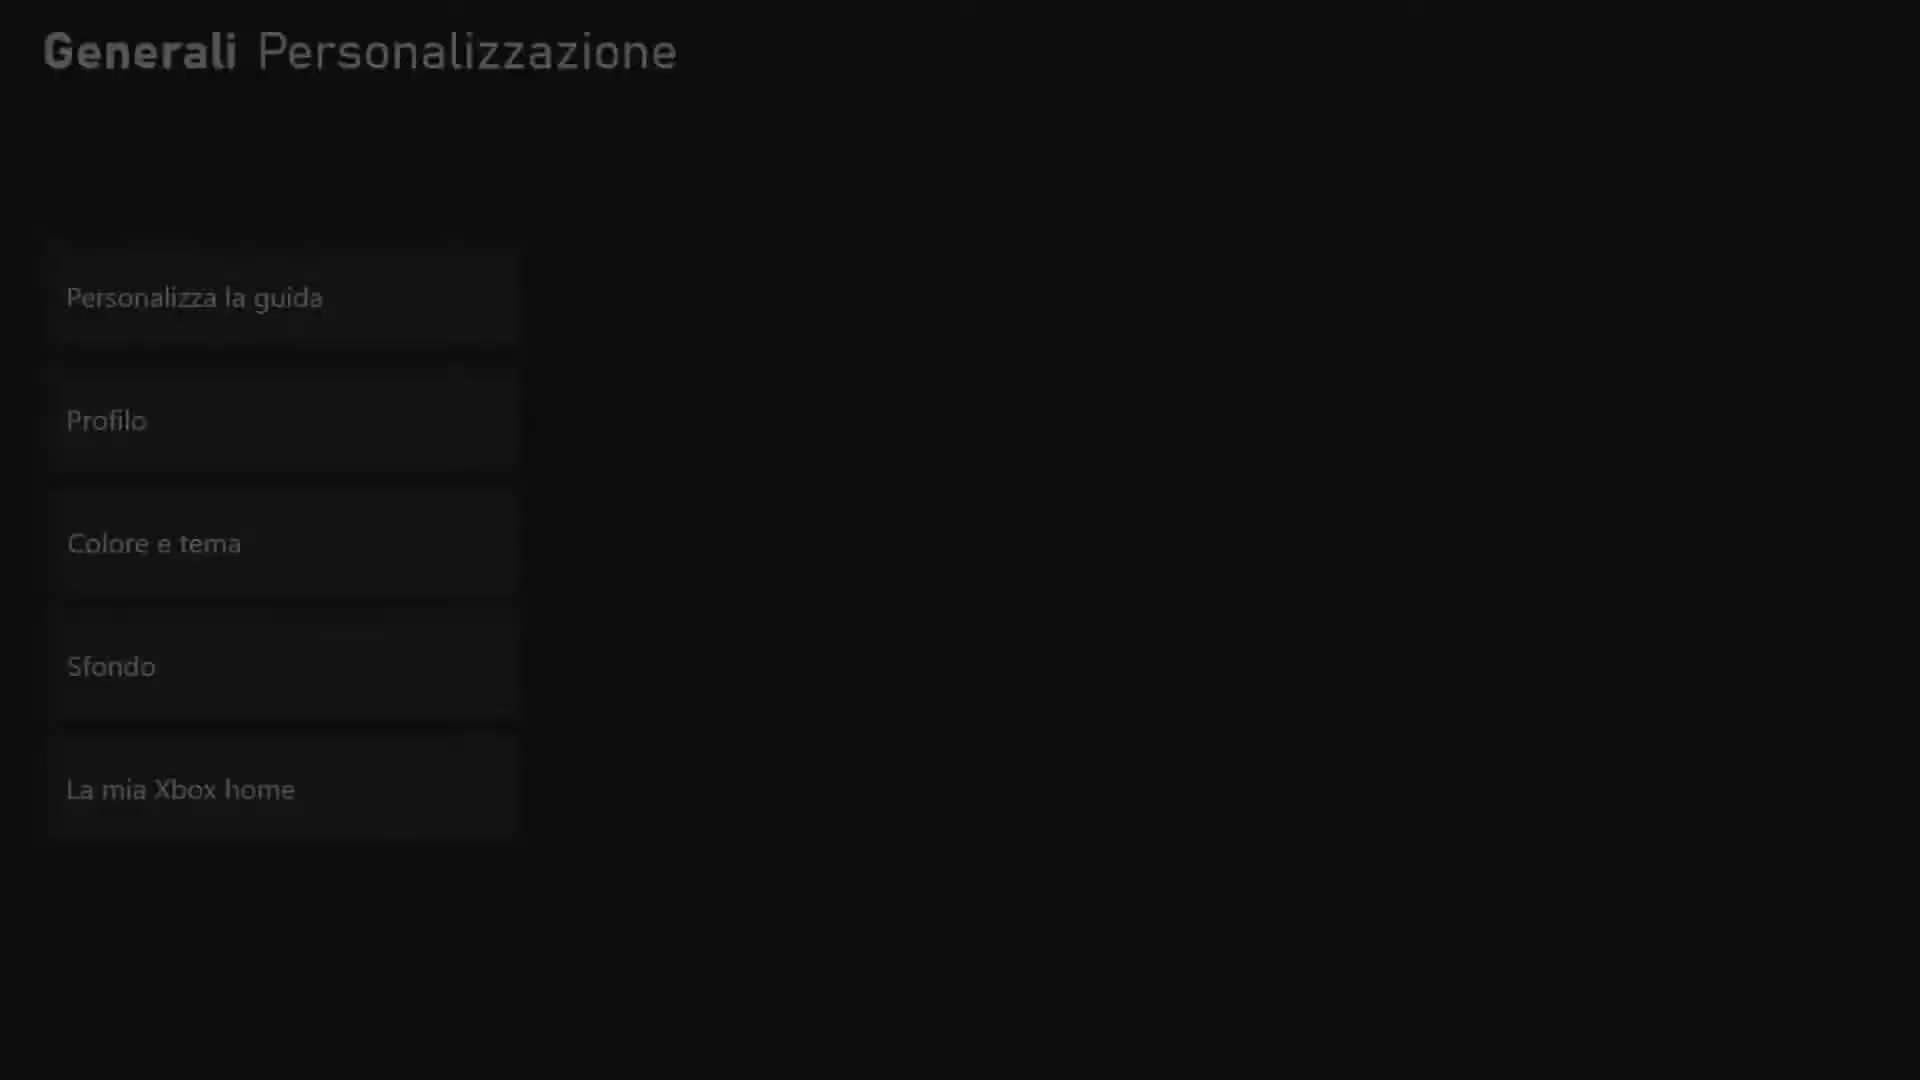 Generali Personalizzazione
Personalizza la guida
Profilo
Colore e tema
Sfondo
La mia Xbox home